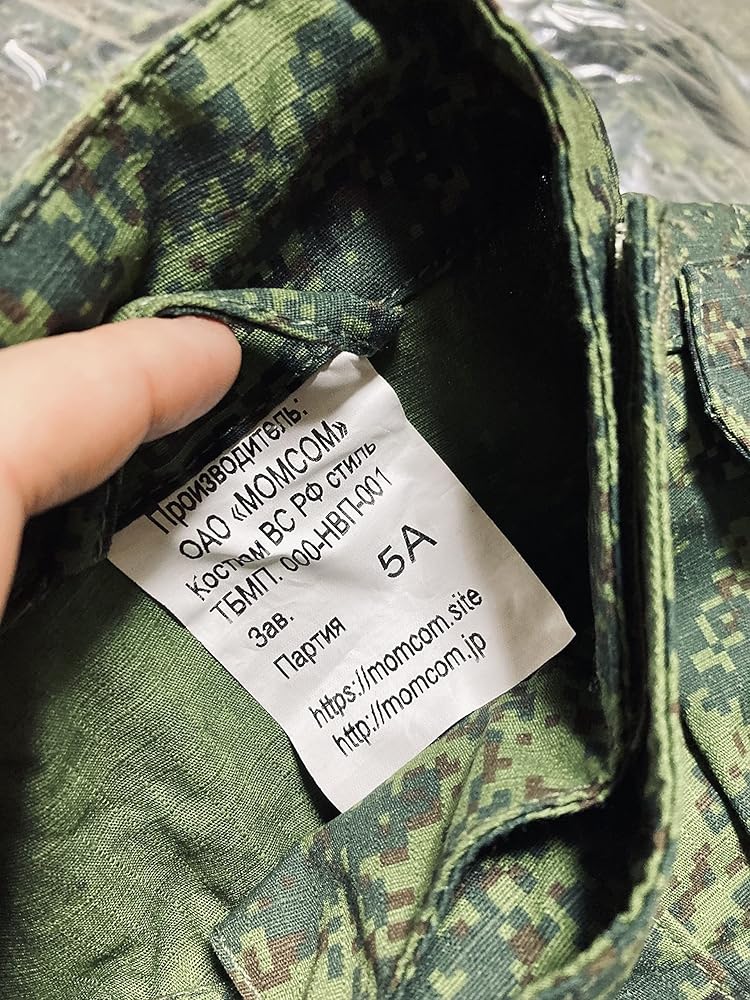 Производитель:
ОАО «МОМСОМ»
Костюм ВС РФ стиль
ТБМП. 000-НВП-001
Зав. 5А
Партия
https://momcom.site
http://momcom.jp